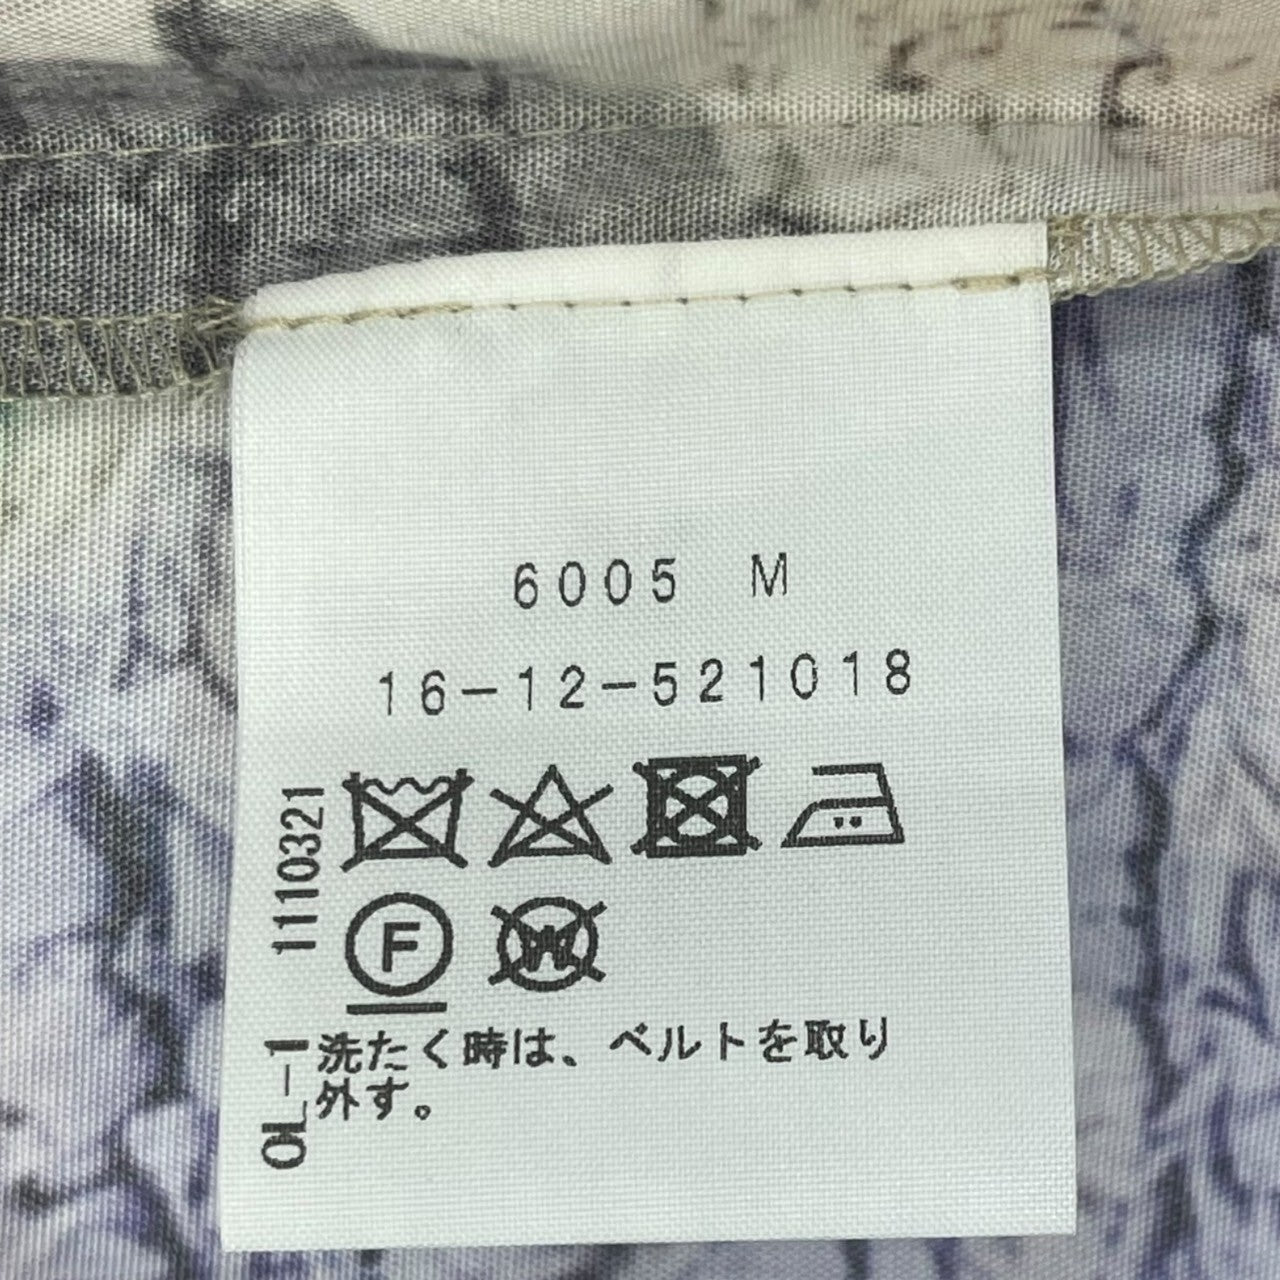 6005 M
16-12-521018
1110321
F
W
OL-1
洗たく時は、ベルトを取り
外す。